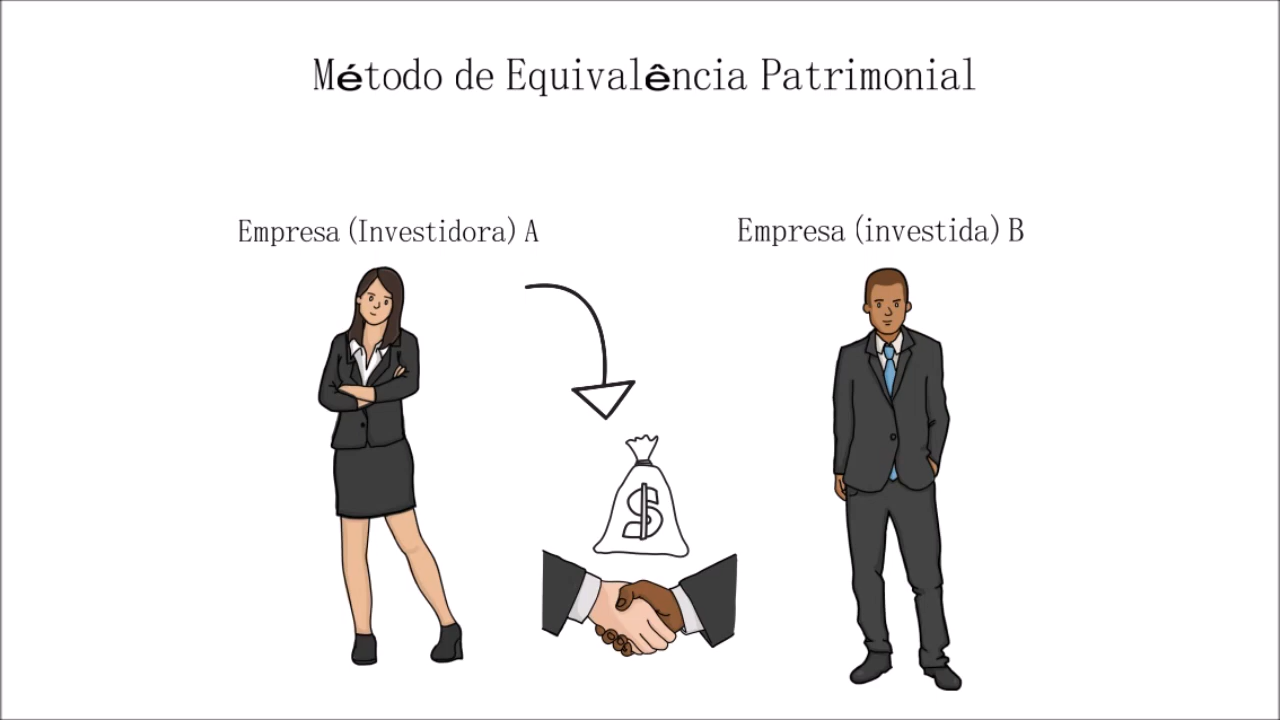 Método de Equivalência Patrimonial
Empresa (Investidora) A
Empresa (investida) B
$